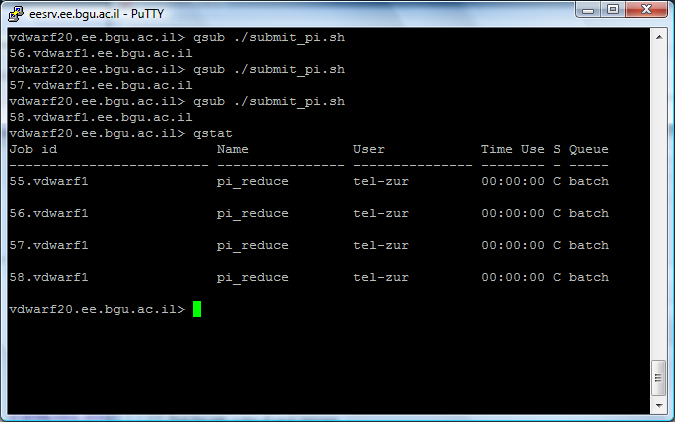 eesrv.ee.bgu.ac.il - PuTTY
vdwarf20.ee.bgu.ac.il> qsub ./submit_pi.sh
56.vdwarf1.ee.bgu.ac.il
vdwarf20.ee.bgu.ac.il> qsub ./submit_pi.sh
57.vdwarf1.ee.bgu.ac.il
vdwarf20.ee.bgu.ac.il> qsub ./submit_pi.sh
58.vdwarf1.ee.bgu.ac.il
vdwarf20.ee.bgu.ac.il> qstat
Job id                    Name             User            Time Use S Queue
------------------------- ---------------- --------------- -------- - -----
55.vdwarf1                pi_reduce        tel-zur         00:00:00 C batch
56.vdwarf1                pi_reduce        tel-zur         00:00:00 C batch
57.vdwarf1                pi_reduce        tel-zur         00:00:00 C batch
58.vdwarf1                pi_reduce        tel-zur         00:00:00 C batch
vdwarf20.ee.bgu.ac.il>